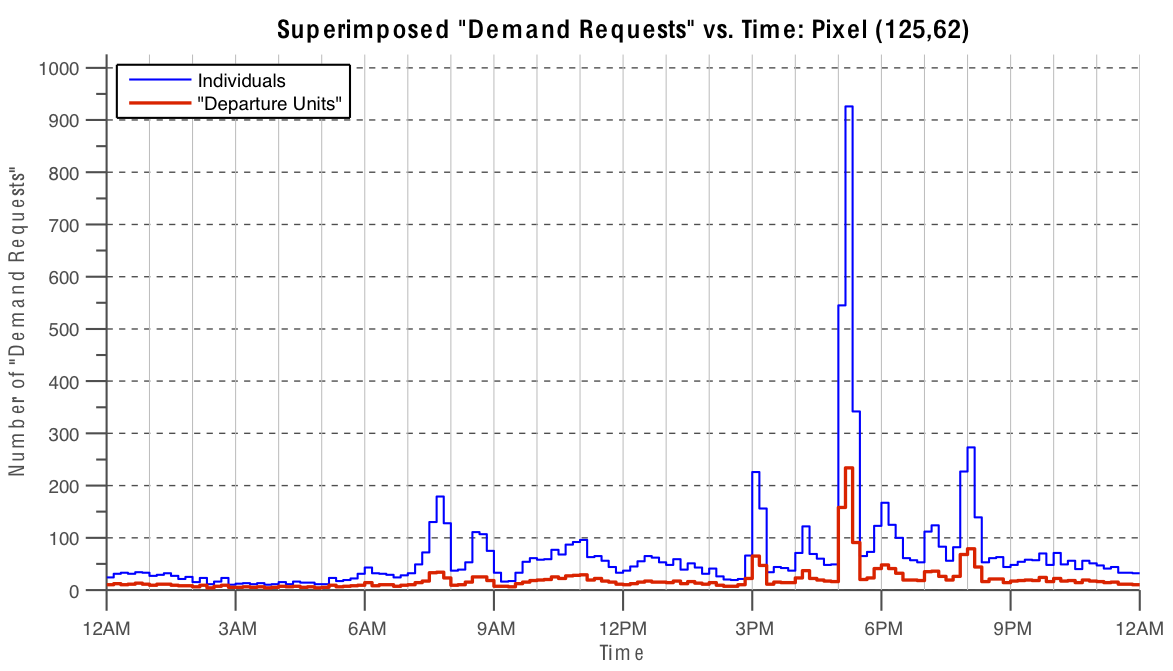 Superimposed "Demand Requests" vs. Time: Pixel (125,62)
Individuals
"Departure Units"
Number of "Demand Requests"
1000
900
800
700
600
500
400
300
200
100
0
12AM 3AM 6AM 9AM 12PM 3PM 6PM 9PM 12AM
Time